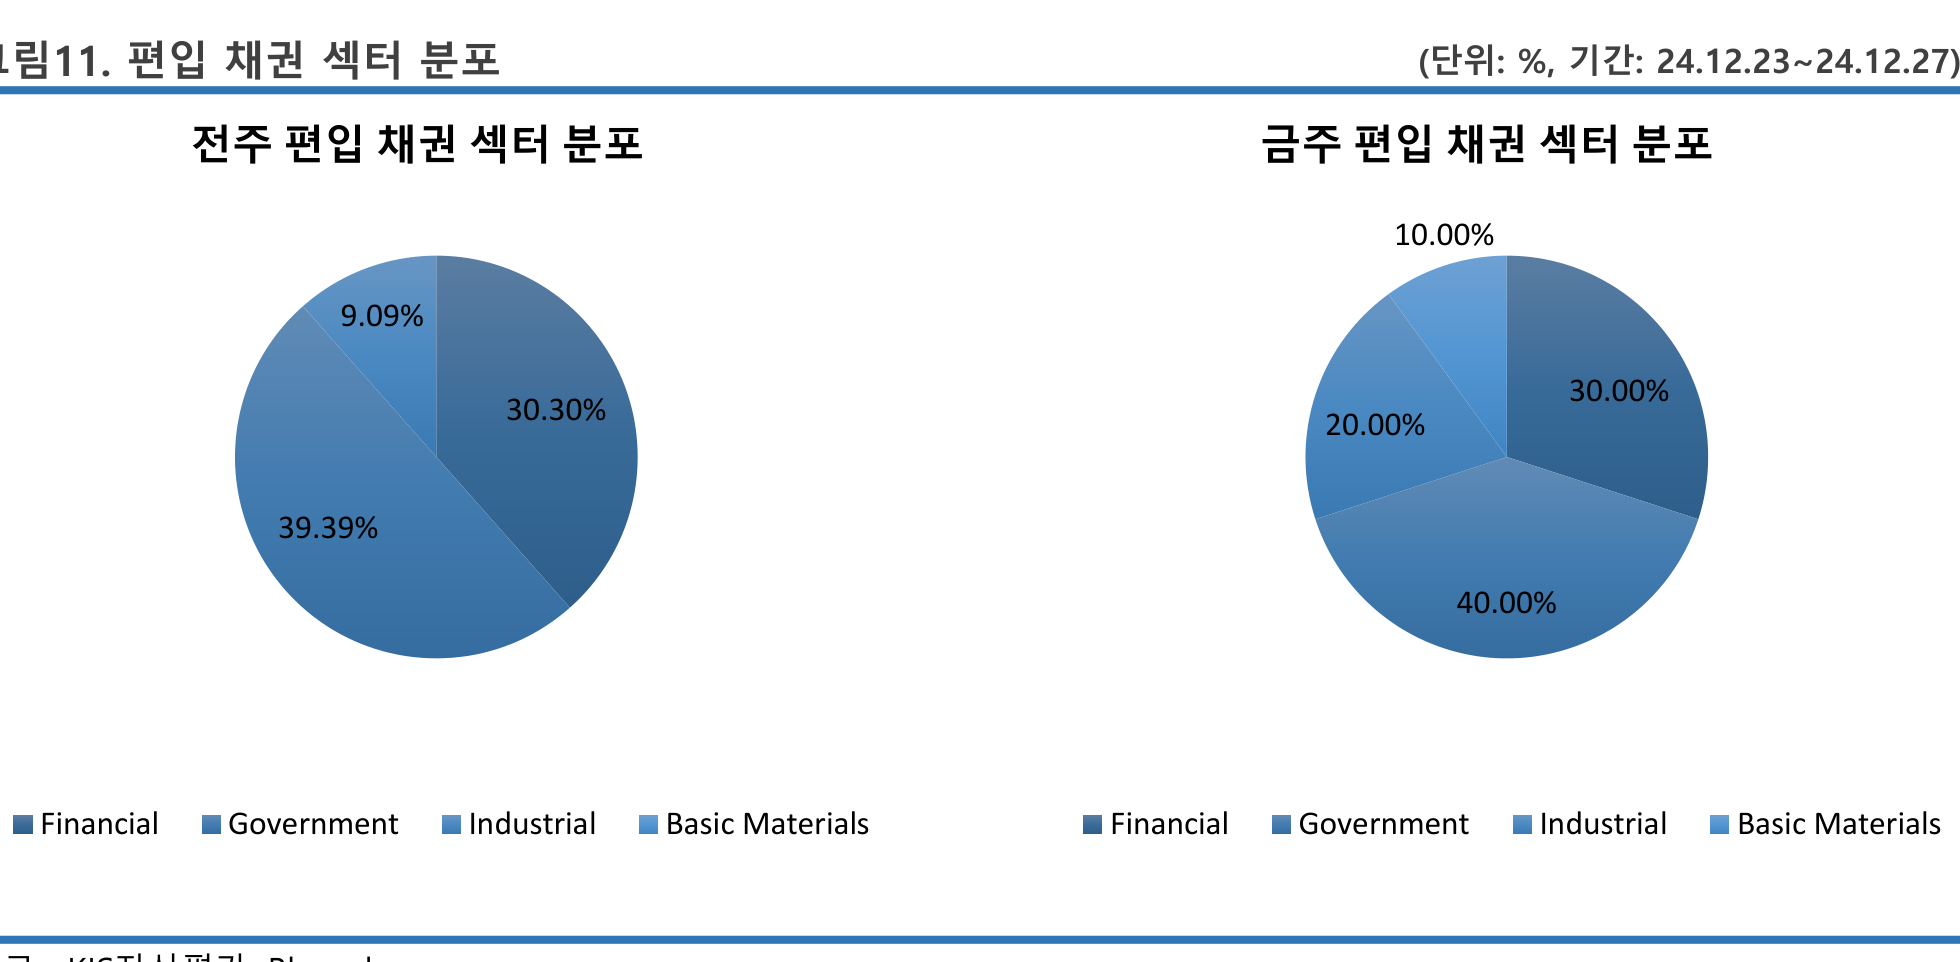 그림11. 편입 채권 섹터 분포 (단위: %, 기간: 24.12.23~24.12.27)
전주 편입 채권 섹터 분포
9.09%
30.30%
39.39%
Financial Government Industrial Basic Materials
금주 편입 채권 섹터 분포
10.00%
30.00%
20.00%
40.00%
Financial Government Industrial Basic Materials